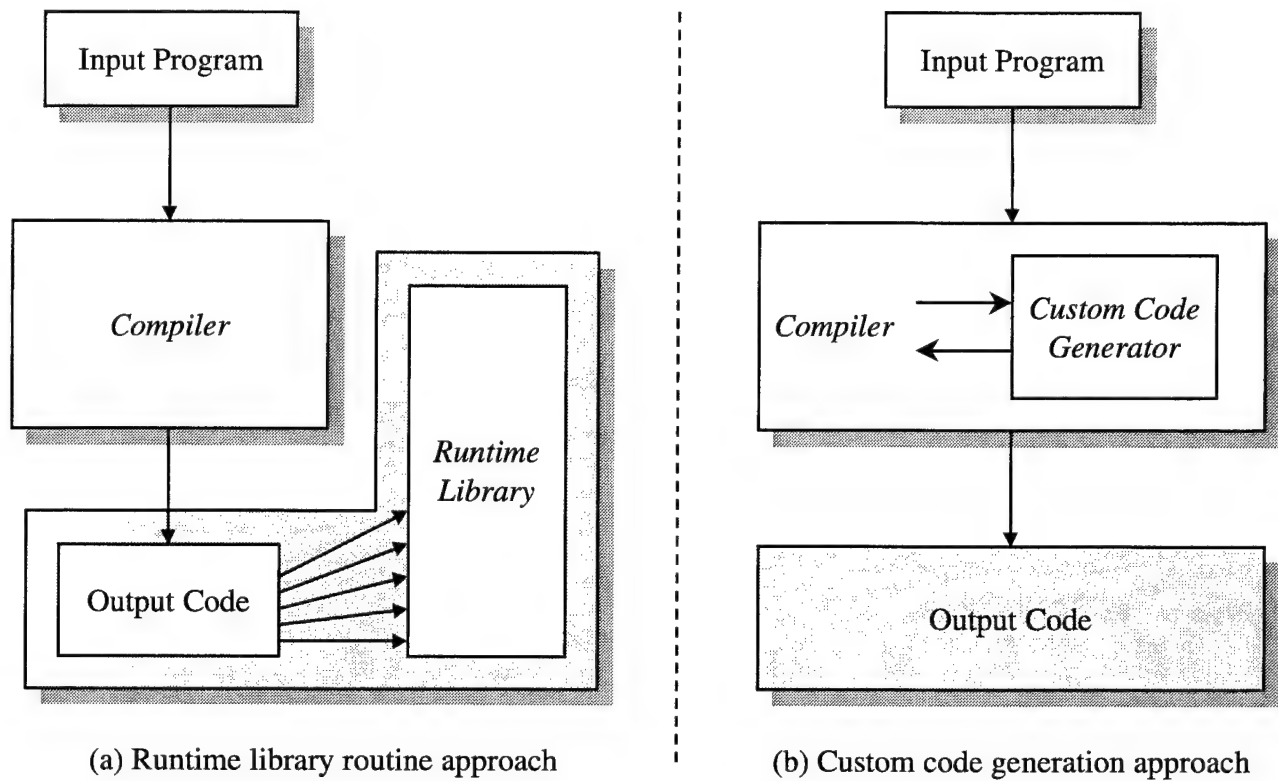 Input Program
Compiler
Runtime
Library
Output Code
(a) Runtime library routine approach
Input Program
Compiler
Custom Code
Generator
Output Code
(b) Custom code generation approach